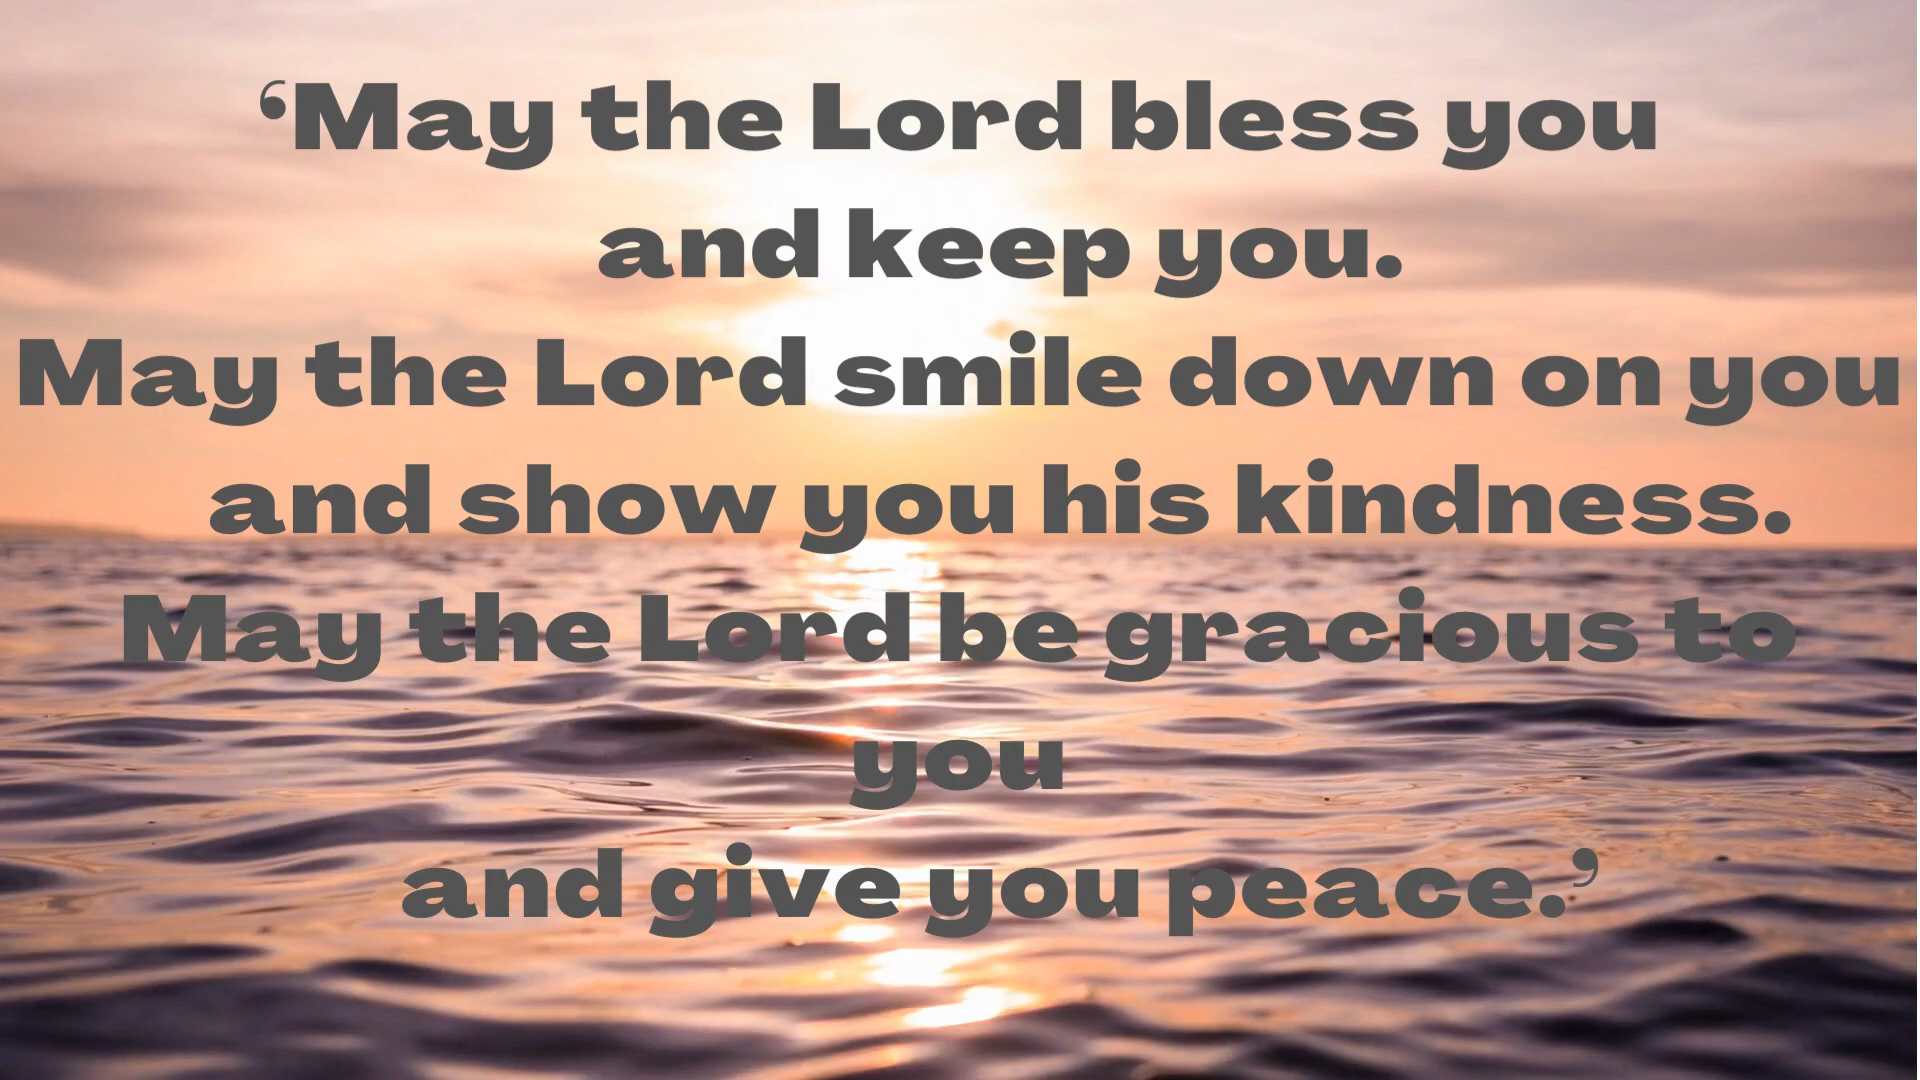 ‘May the Lord bless you
and keep you.
May the Lord smile down on you
and show you his kindness.
May the Lord be gracious to
you
and give you peace.’